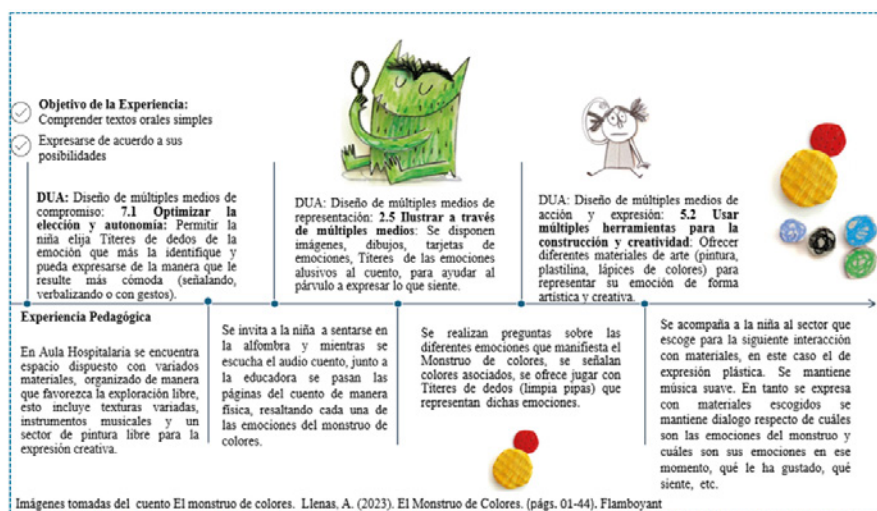 Objetivo de la Experiencia:
Comprender textos orales simples
Expresarse de acuerdo a sus
posibilidades
DUA: Diseño de múltiples medios de
compromiso: 7.1 Optimizar la
elección y autonomía: Permitir la
niña elija Títeres de dedos de la
emoción que más la identifique y
pueda expresarse de la manera que le
resulte más cómoda (señalando,
verbalizando o con gestos).
DUA: Diseño de múltiples medios de
representación: 2.5 Ilustrar a través
de múltiples medios: Se disponen
imágenes, dibujos, tarjetas de
emociones, Títeres de las emociones
alusivos al cuento, para ayudar al
párvulo a expresar lo que siente.
DUA: Diseño de múltiples medios de
acción y expresión: 5.2 Usar
múltiples herramientas para la
construcción y creatividad: Ofrecer
diferentes materiales de arte (pintura,
plastilina, lápices de colores) para
representar su emoción de forma
artística y creativa.
Experiencia Pedagógica
En Aula Hospitalaria se encuentra
espacio dispuesto con variados
materiales, organizado de manera
que favorezca la exploración libre,
esto incluye texturas variadas,
instrumentos musicales y un
sector de pintura libre para la
expresión creativa.
Se invita a la niña a sentarse en
la alfombra y mientras se
escucha el audio cuento, junto a
la educadora se pasan las
páginas del cuento de manera
física, resaltando cada una de
las emociones del monstruo de
colores.
Se realizan preguntas sobre las
diferentes emociones que manifiesta el
Monstruo de colores, se señalan
colores asociados, se ofrece jugar con
Títeres de dedos (limpia pipas) que
representan dichas emociones.
Se acompaña a la niña al sector que
escoge para la siguiente interacción
con materiales, en este caso el de
expresión plástica. Se mantiene
música suave. En tanto se expresa
con materiales escogidos se
mantiene dialogo respecto de cuáles
son las emociones del monstruo y
cuáles son sus emociones en ese
momento, qué le ha gustado, qué
siente, etc.
Imágenes tomadas del cuento El monstruo de colores. Llenas, A. (2023). El Monstruo de Colores. (págs. 01-44). Flamboyant